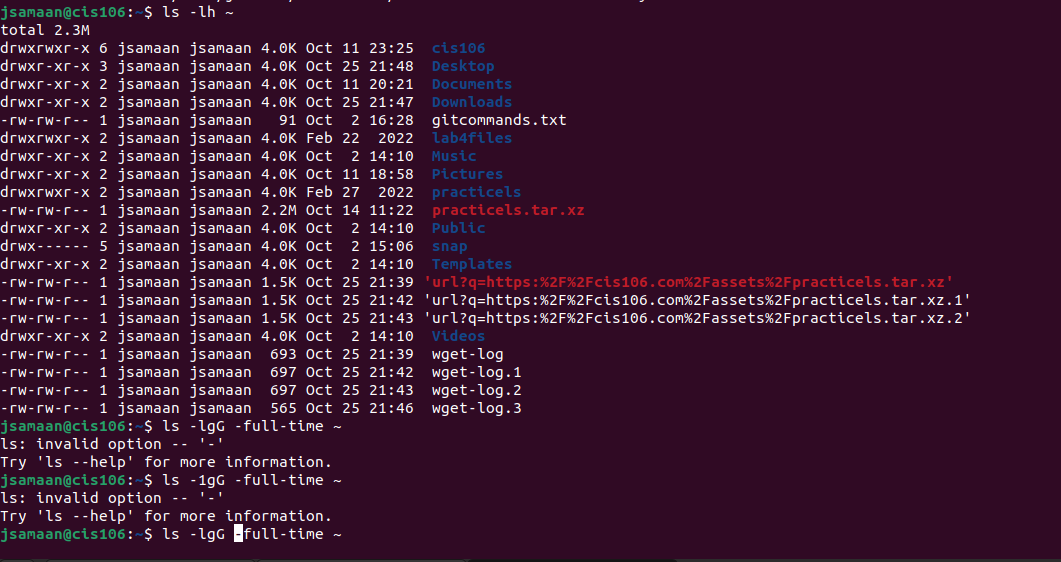 jsamaan@cis106:~$ ls -lh ~
total 2.3M
drwxrwxr-x 6 jsamaan jsamaan 4.0K Oct 11 23:25  cis106
drwxr-xr-x 3 jsamaan jsamaan 4.0K Oct 25 21:48  Desktop
drwxr-xr-x 2 jsamaan jsamaan 4.0K Oct 11 20:21  Documents
drwxr-xr-x 2 jsamaan jsamaan 4.0K Oct 25 21:47  Downloads
-rw-rw-r-- 1 jsamaan jsamaan   91 Oct  2 16:28  gitcommands.txt
drwxrwxr-x 2 jsamaan jsamaan 4.0K Feb 22  2022  lab4files
drwxr-xr-x 2 jsamaan jsamaan 4.0K Oct  2 14:10  Music
drwxr-xr-x 2 jsamaan jsamaan 4.0K Oct 11 18:58  Pictures
drwxrwxr-x 2 jsamaan jsamaan 4.0K Feb 27  2022  practicels
-rw-rw-r-- 1 jsamaan jsamaan 2.2M Oct 14 11:22  practicels.tar.xz
drwxr-xr-x 2 jsamaan jsamaan 4.0K Oct  2 14:10  Public
drwx------ 5 jsamaan jsamaan 4.0K Oct  2 15:06  snap
drwxr-xr-x 2 jsamaan jsamaan 4.0K Oct  2 14:10  Templates
-rw-rw-r-- 1 jsamaan jsamaan 1.5K Oct 25 21:39 'url?q=https:%2F%2Fcis106.com%2Fassets%2Fpracticels.tar.xz'
-rw-rw-r-- 1 jsamaan jsamaan 1.5K Oct 25 21:42 'url?q=https:%2F%2Fcis106.com%2Fassets%2Fpracticels.tar.xz.1'
-rw-rw-r-- 1 jsamaan jsamaan 1.5K Oct 25 21:43 'url?q=https:%2F%2Fcis106.com%2Fassets%2Fpracticels.tar.xz.2'
drwxr-xr-x 2 jsamaan jsamaan 4.0K Oct  2 14:10  Videos
-rw-rw-r-- 1 jsamaan jsamaan  693 Oct 25 21:39  wget-log
-rw-rw-r-- 1 jsamaan jsamaan  697 Oct 25 21:42  wget-log.1
-rw-rw-r-- 1 jsamaan jsamaan  697 Oct 25 21:43  wget-log.2
-rw-rw-r-- 1 jsamaan jsamaan  565 Oct 25 21:46  wget-log.3
jsamaan@cis106:~$ ls -lgG -full-time ~
ls: invalid option -- '-'
Try 'ls --help' for more information.
jsamaan@cis106:~$ ls -1gG -full-time ~
ls: invalid option -- '-'
Try 'ls --help' for more information.
jsamaan@cis106:~$ ls -lgG -full-time ~